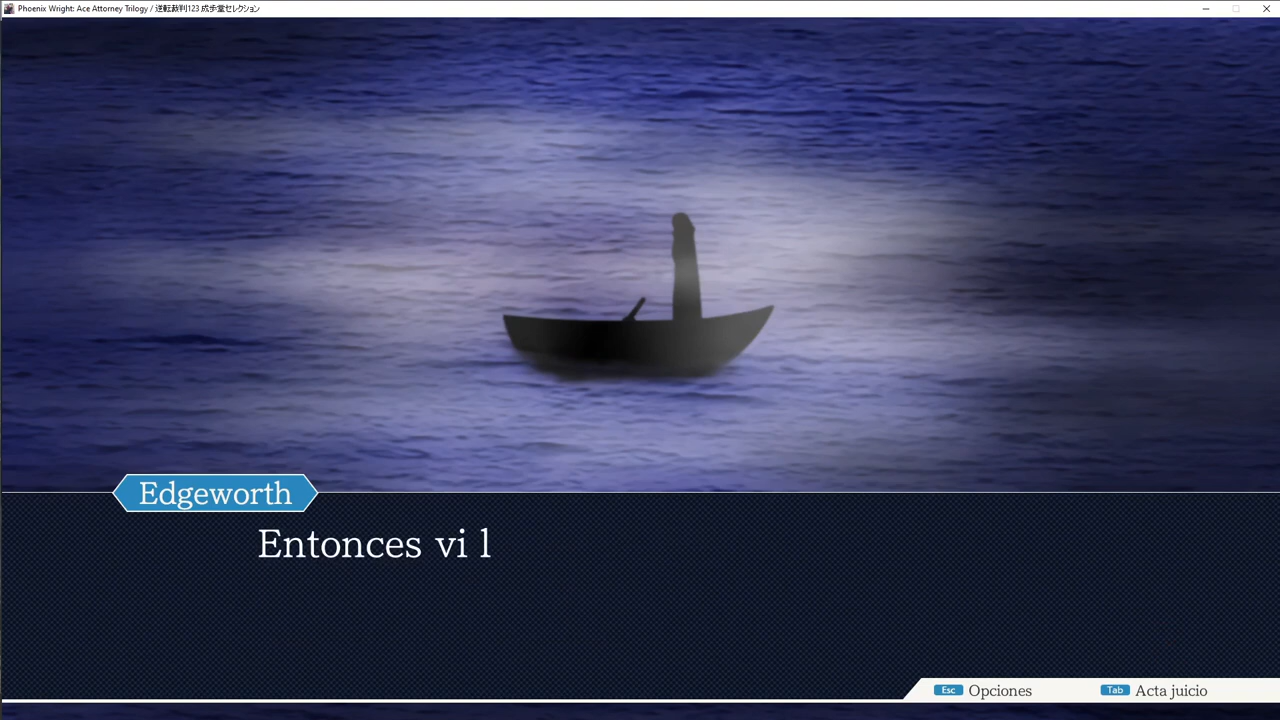 Phoenix Wright: Ace Attorney Trilogy / 逆転裁判123 成歩堂セレクション
Edgeworth
Entonces vi l
Esc Opciones
Tab Acta juicio